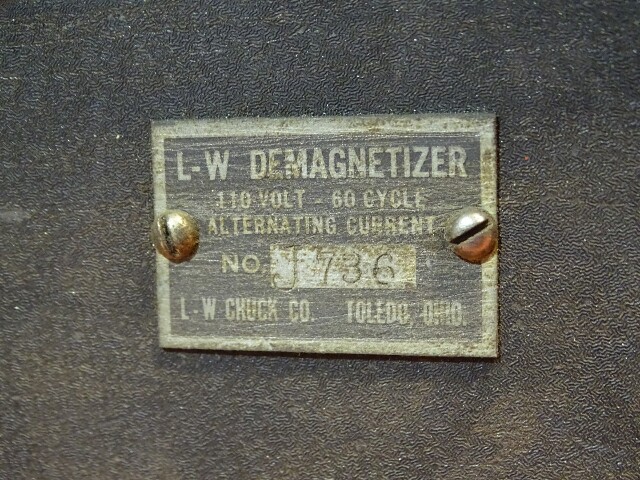 L-W DEMAGNETIZER
110 VOLT - 60 CYCLE
ALTERNATING CURRENT
NO. J736
L-W CHUCK CO. TOLEDO, OHIO.